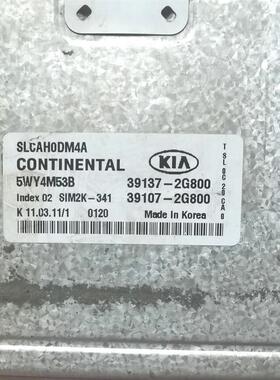 SLCAH0DM4A
CONTINENTAL
KIA
5WY4M53B
39137-2G800
Index 02 SIM2K-341
39107-2G800
K 11.03.11/1 0120
Made in Korea